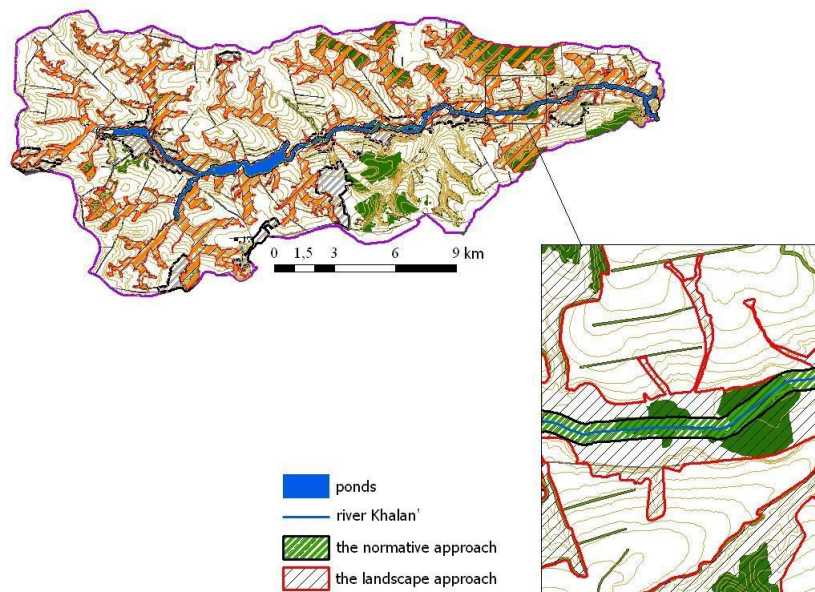 0 1,5 3 6 9 km
ponds
river Khalan'
the normative approach
the landscape approach